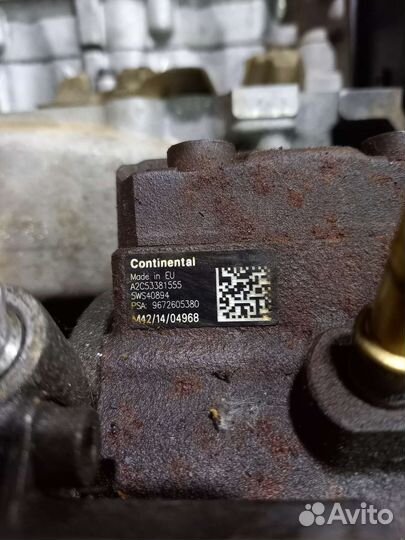 Continental
Made in EU
A2C53381555
5WS40894
PSA: 9672605380
M42/14/04968
Avito